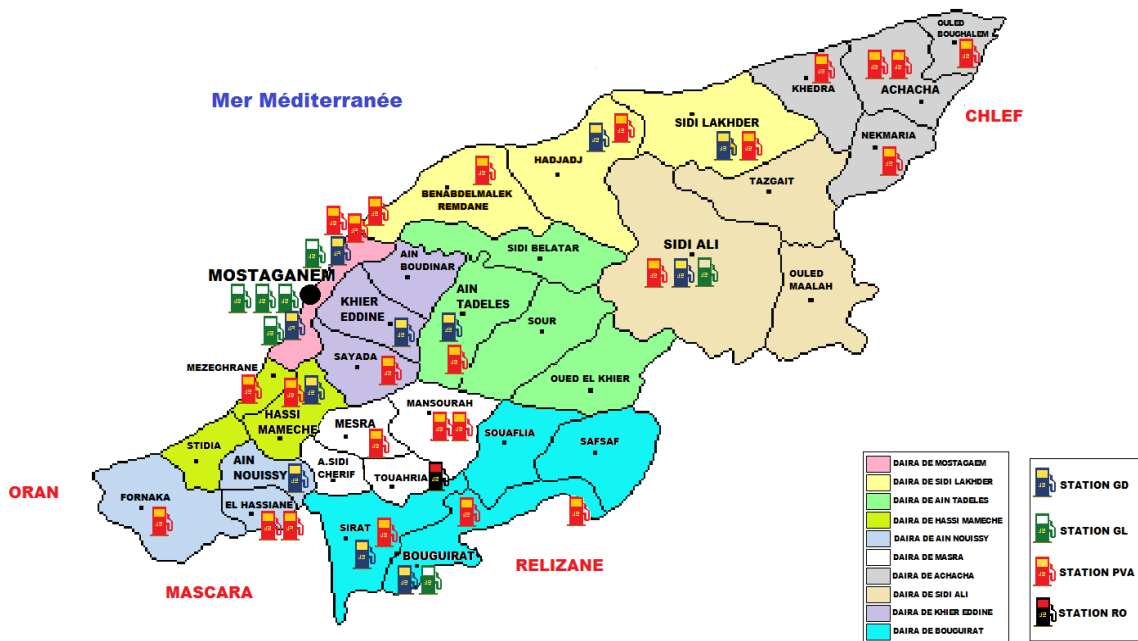 OULED
BOUGHALEM
KHEDRA
ACHACHA
Mer Méditerranée
CHLEF
SIDI LAKHDER
NEKMARIA
HADJADJ
TAZGAIT
BENABDELMALEK
REMDANE
SIDI BELATAR
SIDI ALI
AIN
BOUDINAR
OULED
MAALAH
MOSTAGANEM
AIN
TADELES
KHIER
EDDINE
SOUR
SAYADA
MEZEGHRANE
OUED EL KHIER
MANSOURAH
HASSI
MAMECHE
MESRA
SOUAFLIA
SAFSAF
STIDIA
AIN
NOUISSY
A.SIDI
CHERIF
TOUAHRIA
ORAN
FORNAKA
EL HASSIANE
SIRAT
BOUGUIRAT
RELIZANE
MASCARA
DAIRA DE MOSTAGAEM
DAIRA DE SIDI LAKHDER
DAIRA DE AIN TADELES
DAIRA DE HASSI MAMECHE
DAIRA DE AIN NOUISSY
DAIRA DE MASRA
DAIRA DE ACHACHA
DAIRA DE SIDI ALI
DAIRA DE KHIER EDDINE
DAIRA DE BOUGUIRAT
STATION GD
STATION GL
STATION PVA
STATION RO